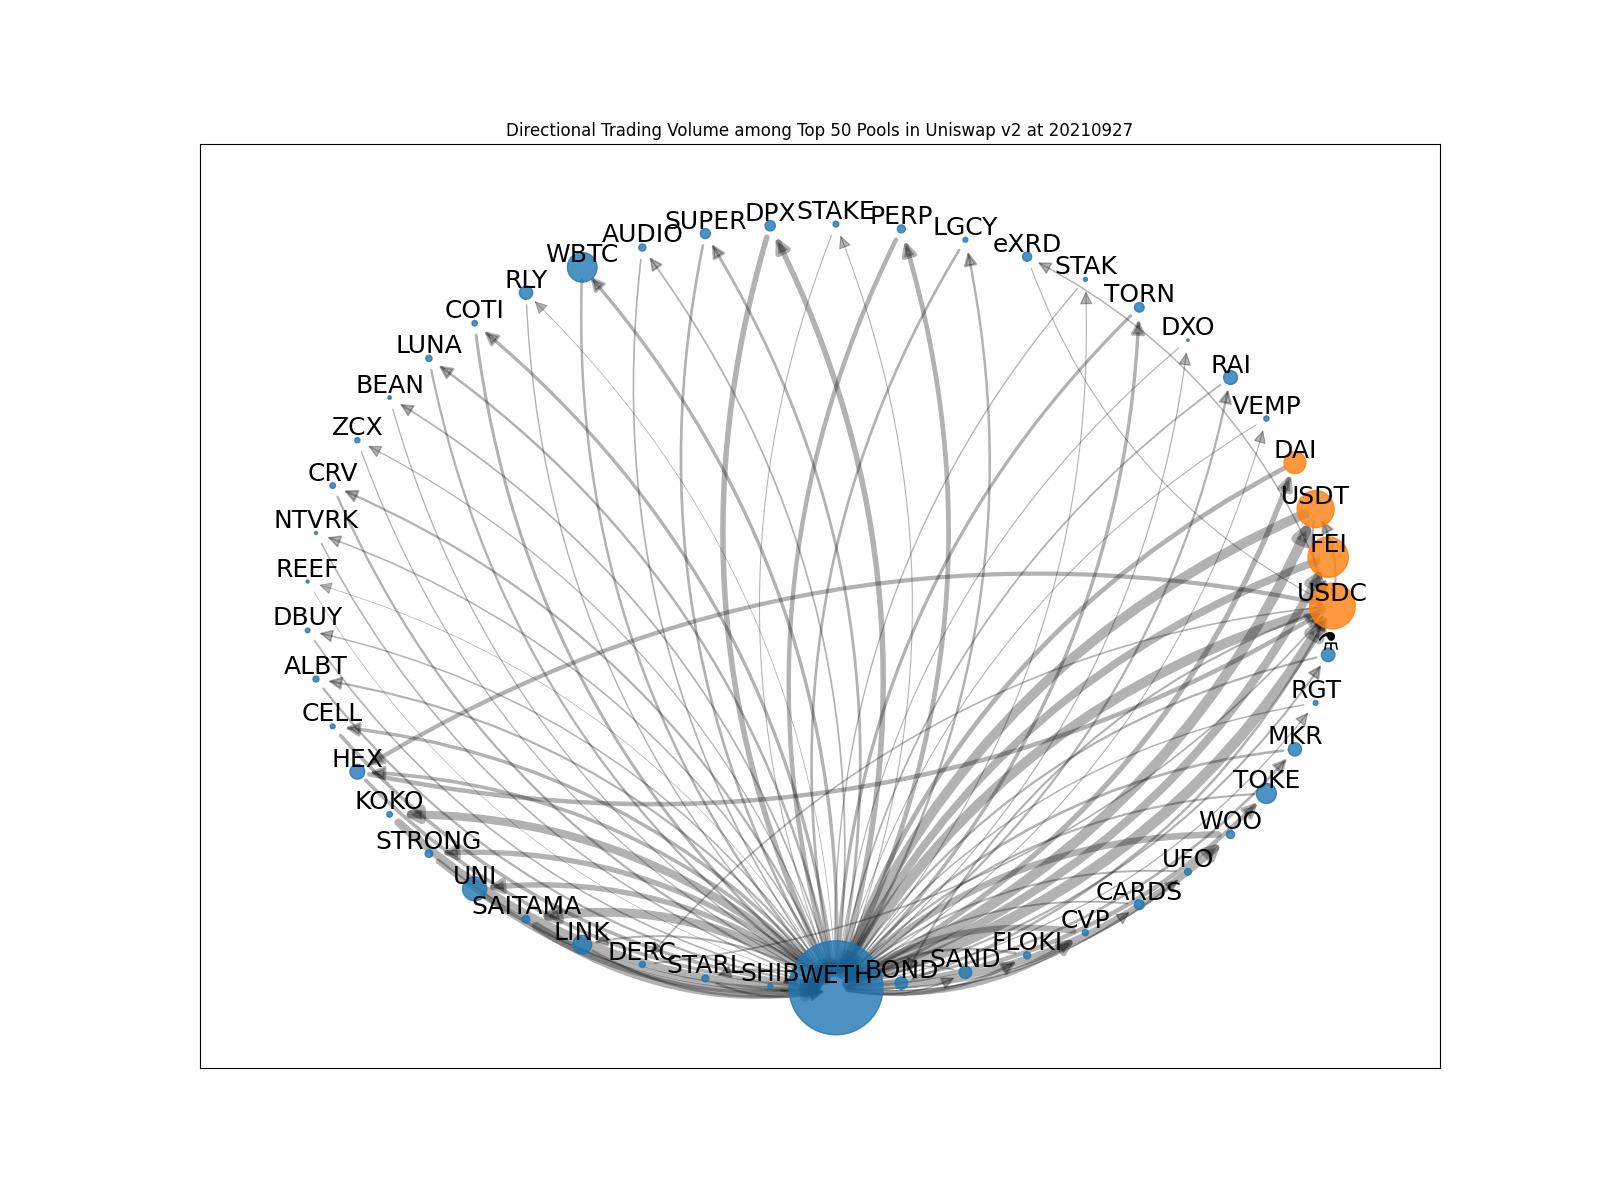 Directional Trading Volume among Top 50 Pools in Uniswap v2 at 20210927
STAKE
DPX
PERP
SUPER
LGCY
AUDIO
eXRD
WBTC
STAK
RLY
TORN
COTI
DXO
LUNA
RAI
BEAN
VEMP
ZCX
DAI
CRV
USDT
NTVRK
FEI
REEF
USDC
DBUY
⚗
ALBT
RGT
CELL
MKR
HEX
TOKE
KOKO
WOO
STRONG
UFO
UNI
CARDS
SAITAMA
CVP
LINK
FLOKI
DERC
SAND
STARL
BOND
SHIB
WETH